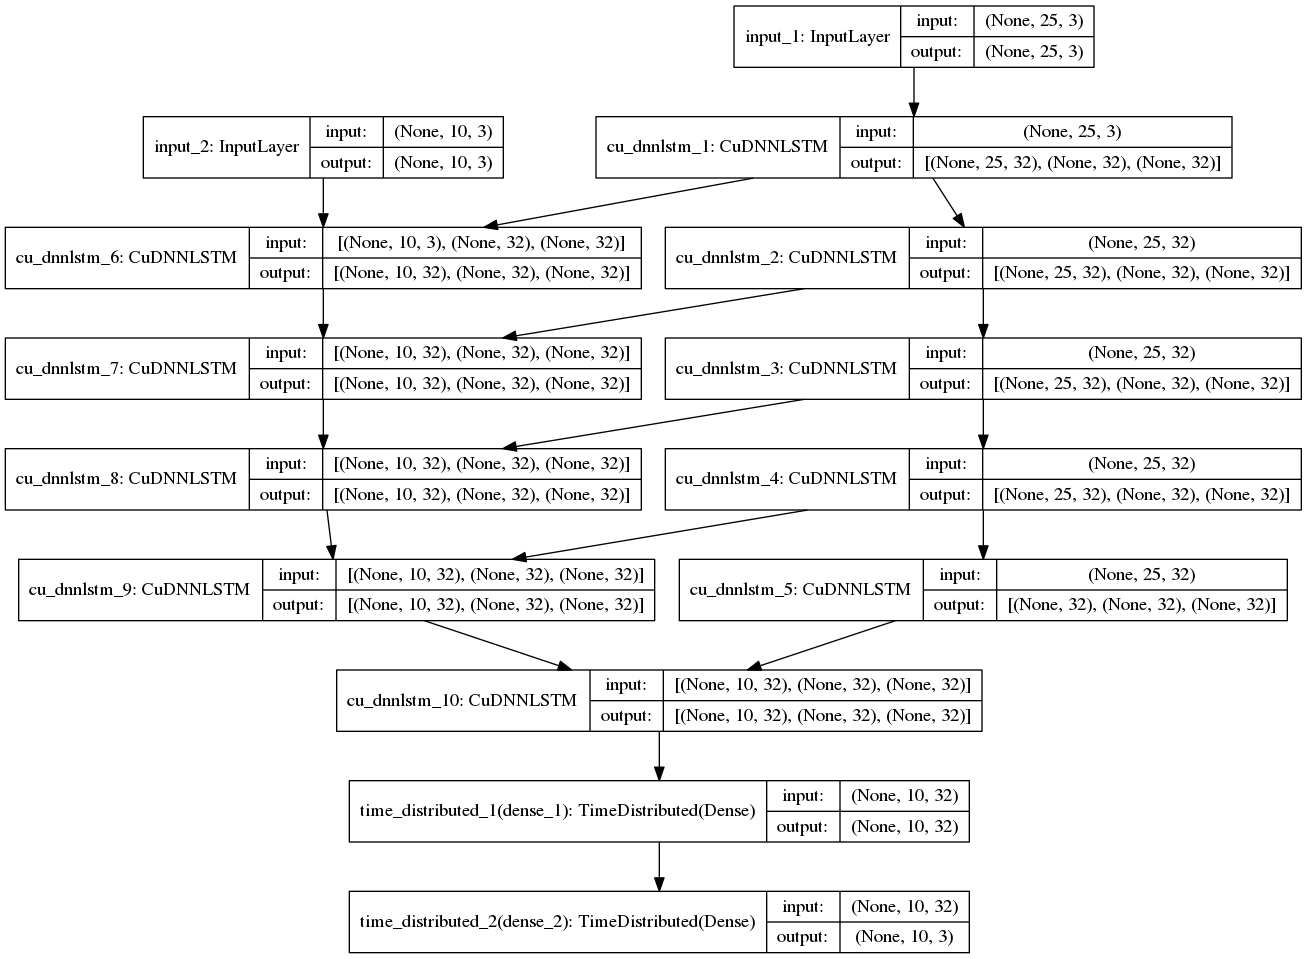 input_1: InputLayer
input: (None, 25, 3)
output: (None, 25, 3)
input_2: InputLayer
input: (None, 10, 3)
output: (None, 10, 3)
cu_dnnlstm_1: CuDNNLSTM
input: (None, 25, 3)
output: [(None, 25, 32), (None, 32), (None, 32)]
cu_dnnlstm_6: CuDNNLSTM
input: [(None, 10, 3), (None, 32), (None, 32)]
output: [(None, 10, 32), (None, 32), (None, 32)]
cu_dnnlstm_2: CuDNNLSTM
input: (None, 25, 32)
output: [(None, 25, 32), (None, 32), (None, 32)]
cu_dnnlstm_7: CuDNNLSTM
input: [(None, 10, 32), (None, 32), (None, 32)]
output: [(None, 10, 32), (None, 32), (None, 32)]
cu_dnnlstm_3: CuDNNLSTM
input: (None, 25, 32)
output: [(None, 25, 32), (None, 32), (None, 32)]
cu_dnnlstm_8: CuDNNLSTM
input: [(None, 10, 32), (None, 32), (None, 32)]
output: [(None, 10, 32), (None, 32), (None, 32)]
cu_dnnlstm_4: CuDNNLSTM
input: (None, 25, 32)
output: [(None, 25, 32), (None, 32), (None, 32)]
cu_dnnlstm_9: CuDNNLSTM
input: [(None, 10, 32), (None, 32), (None, 32)]
output: [(None, 10, 32), (None, 32), (None, 32)]
cu_dnnlstm_5: CuDNNLSTM
input: (None, 25, 32)
output: [(None, 32), (None, 32), (None, 32)]
cu_dnnlstm_10: CuDNNLSTM
input: [(None, 10, 32), (None, 32), (None, 32)]
output: [(None, 10, 32), (None, 32), (None, 32)]
time_distributed_1(dense_1): TimeDistributed(Dense)
input: (None, 10, 32)
output: (None, 10, 32)
time_distributed_2(dense_2): TimeDistributed(Dense)
input: (None, 10, 32)
output: (None, 10, 3)